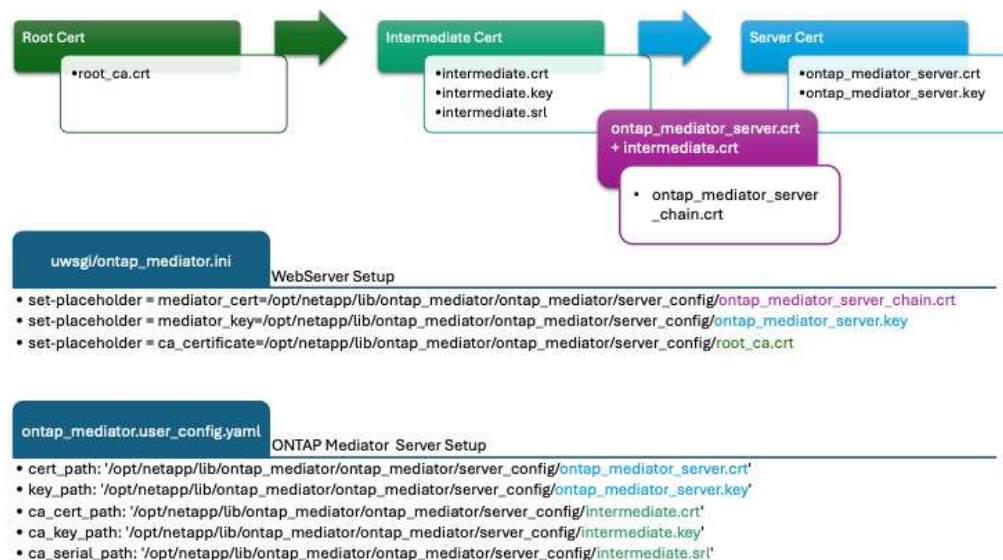 Root Cert
•root_ca.crt
Intermediate Cert
•intermediate.crt
•intermediate.key
•intermediate.srl
Server Cert
•ontap_mediator_server.crt
•ontap_mediator_server.key
ontap_mediator_server.crt
+ intermediate.crt
• ontap_mediator_server
_chain.crt
uwsgi/ontap_mediator.ini
WebServer Setup
• set-placeholder = mediator_cert=/opt/netapp/lib/ontap_mediator/ontap_mediator/server_config/ontap_mediator_server_chain.crt
• set-placeholder = mediator_key=/opt/netapp/lib/ontap_mediator/ontap_mediator/server_config/ontap_mediator_server.key
• set-placeholder = ca_certificate=/opt/netapp/lib/ontap_mediator/ontap_mediator/server_config/root_ca.crt
ontap_mediator.user_config.yaml
ONTAP Mediator Server Setup
• cert_path: '/opt/netapp/lib/ontap_mediator/ontap_mediator/server_config/ontap_mediator_server.crt'
• key_path: '/opt/netapp/lib/ontap_mediator/ontap_mediator/server_config/ontap_mediator_server.key'
• ca_cert_path: '/opt/netapp/lib/ontap_mediator/ontap_mediator/server_config/intermediate.crt'
• ca_key_path: '/opt/netapp/lib/ontap_mediator/ontap_mediator/server_config/intermediate.key'
• ca_serial_path: '/opt/netapp/lib/ontap_mediator/ontap_mediator/server_config/intermediate.srl'